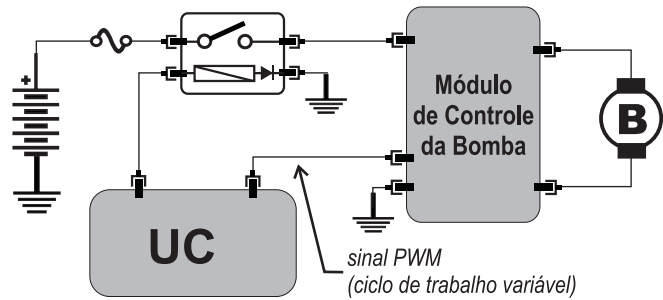 +
Módulo
de Controle
da Bomba
B
UC
sinal PWM
(ciclo de trabalho variável)